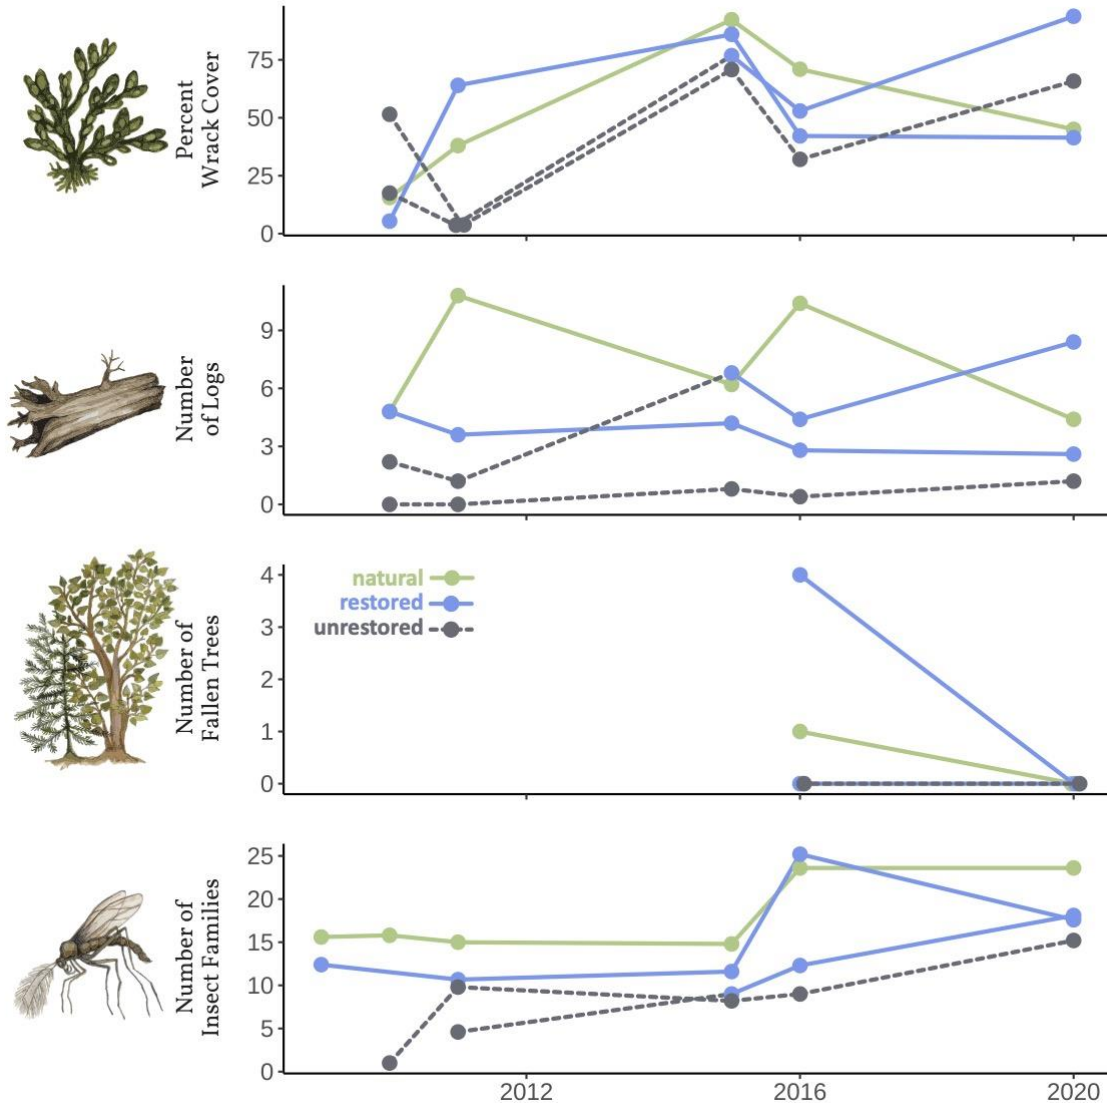 Percent
Wrack Cover
75
50
25
0
Number
of Logs
9
6
3
0
Number of
Fallen Trees
4
3
2
1
0
natural
restored
unrestored
Number of
Insect Families
25
20
15
10
5
0
2012 2016 2020